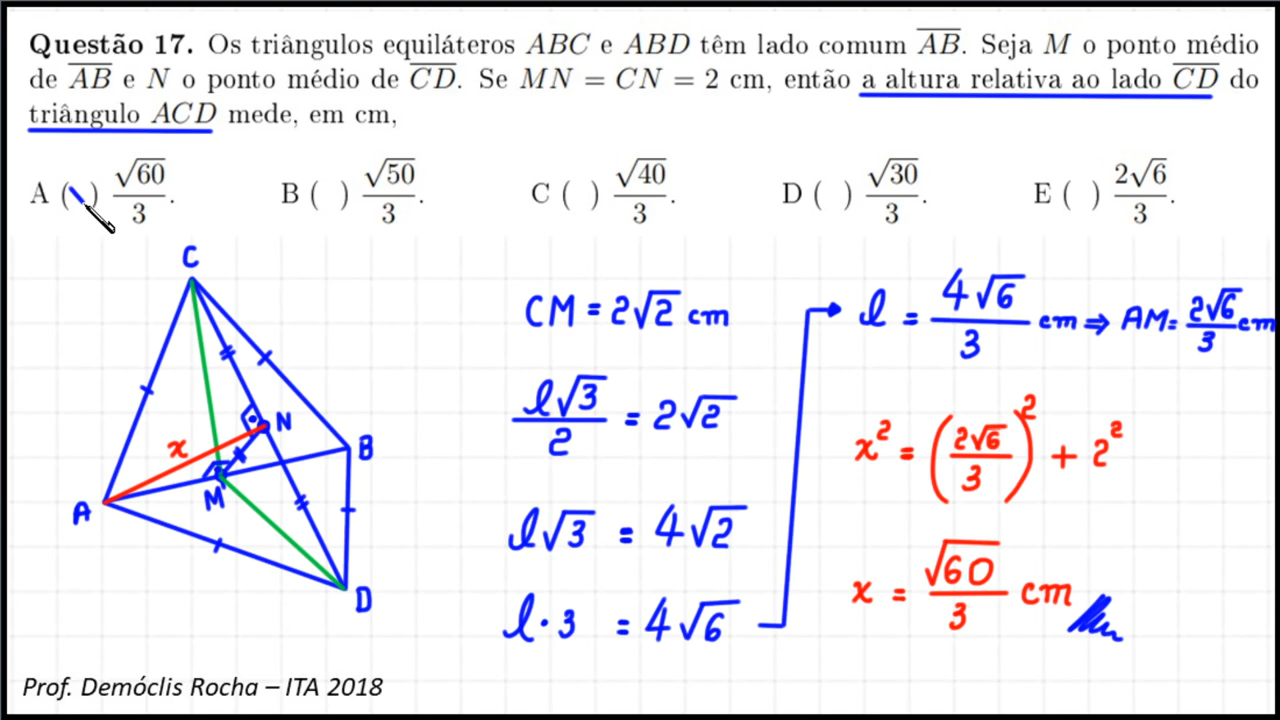 Questão 17. Os triângulos equiláteros ABC e ABD têm lado comum A̅B̅. Seja M o ponto médio
de A̅B̅ e N o ponto médio de C̅D̅. Se MN = CN = 2 cm, então a altura relativa ao lado C̅D̅ do
triângulo ACD mede, em cm,
A ( ) √60/3. B ( ) √50/3. C ( ) √40/3. D ( ) √30/3. E ( ) 2√6/3.
C
N
x
B
M
A
D
CM = 2√2 cm
l√3/2 = 2√2
l√3 = 4√2
l·3 = 4√6
l = 4√6/3 cm ⇒ AM = 2√6/3 cm
x² = (2√6/3)² + 2²
x = √60/3 cm
Prof. Demóclis Rocha – ITA 2018